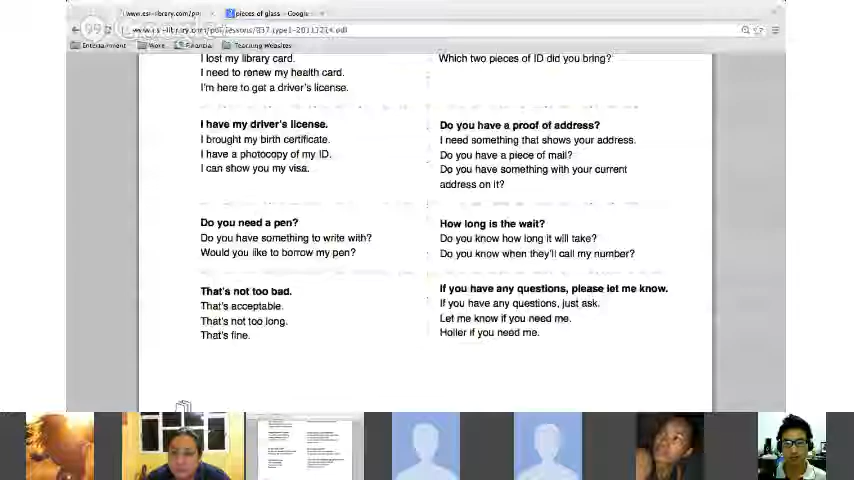 pieces of glass - Google
Entertainment
Work
Financial
Teaching Websites
I lost my library card.
I need to renew my health card.
I'm here to get a driver's license.
Which two pieces of ID did you bring?
I have my driver's license.
I brought my birth certificate.
I have a photocopy of my ID.
I can show you my visa.
Do you have a proof of address?
I need something that shows your address.
Do you have a piece of mail?
Do you have something with your current
address on it?
Do you need a pen?
Do you have something to write with?
Would you like to borrow my pen?
How long is the wait?
Do you know how long it will take?
Do you know when they'll call my number?
That's not too bad.
That's acceptable.
That's not too long.
That's fine.
If you have any questions, please let me know.
If you have any questions, just ask.
Let me know if you need me.
Holler if you need me.